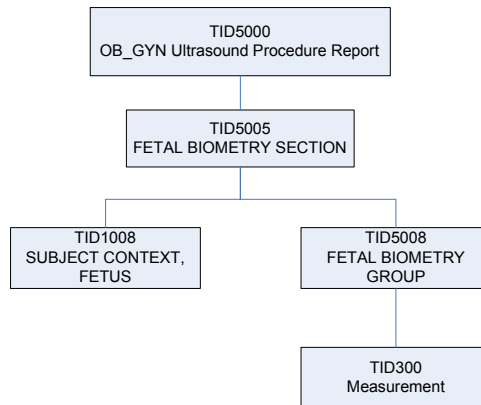 TID5000
OB_GYN Ultrasound Procedure Report
TID5005
FETAL BIOMETRY SECTION
TID1008
SUBJECT CONTEXT,
FETUS
TID5008
FETAL BIOMETRY
GROUP
TID300
Measurement